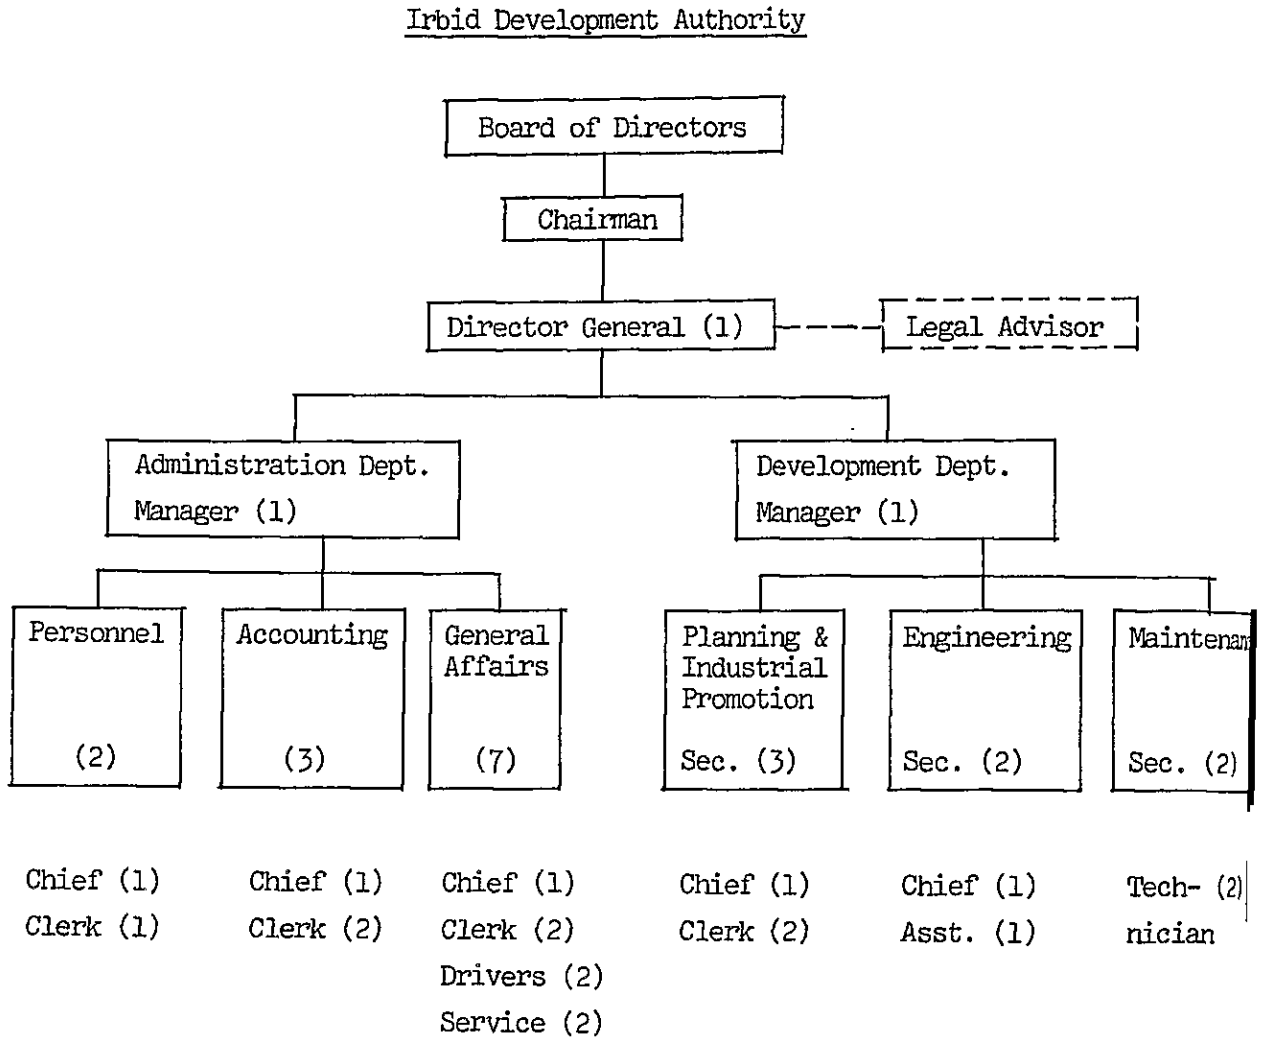 Irbid Development Authority
Board of Directors
Chairman
Director General (1)
Legal Advisor
Administration Dept.
Manager (1)
Development Dept.
Manager (1)
Personnel
(2)
Accounting
(3)
General
Affairs
(7)
Planning &
Industrial
Promotion
Sec. (3)
Engineering
Sec. (2)
Maintenan
Sec. (2)
Chief (1)
Clerk (1)
Chief (1)
Clerk (2)
Chief (1)
Clerk (2)
Drivers (2)
Service (2)
Chief (1)
Clerk (2)
Chief (1)
Asst. (1)
Tech- (2)
nician